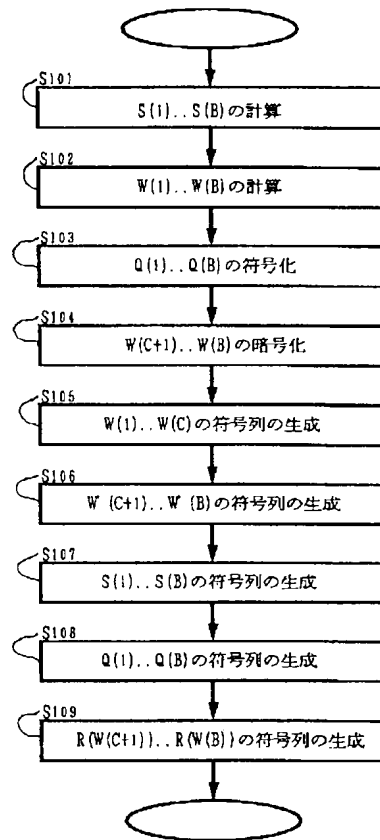 S101
S(1)..S(B)の計算
S102
W(1)..W(B)の計算
S103
Q(1)..Q(B)の符号化
S104
W(C+1)..W(B)の暗号化
S105
W(1)..W(C)の符号列の生成
S106
W'(C+1)..W'(B)の符号列の生成
S107
S(1)..S(B)の符号列の生成
S108
Q(1)..Q(B)の符号列の生成
S109
R(W(C+1))..R(W(B))の符号列の生成